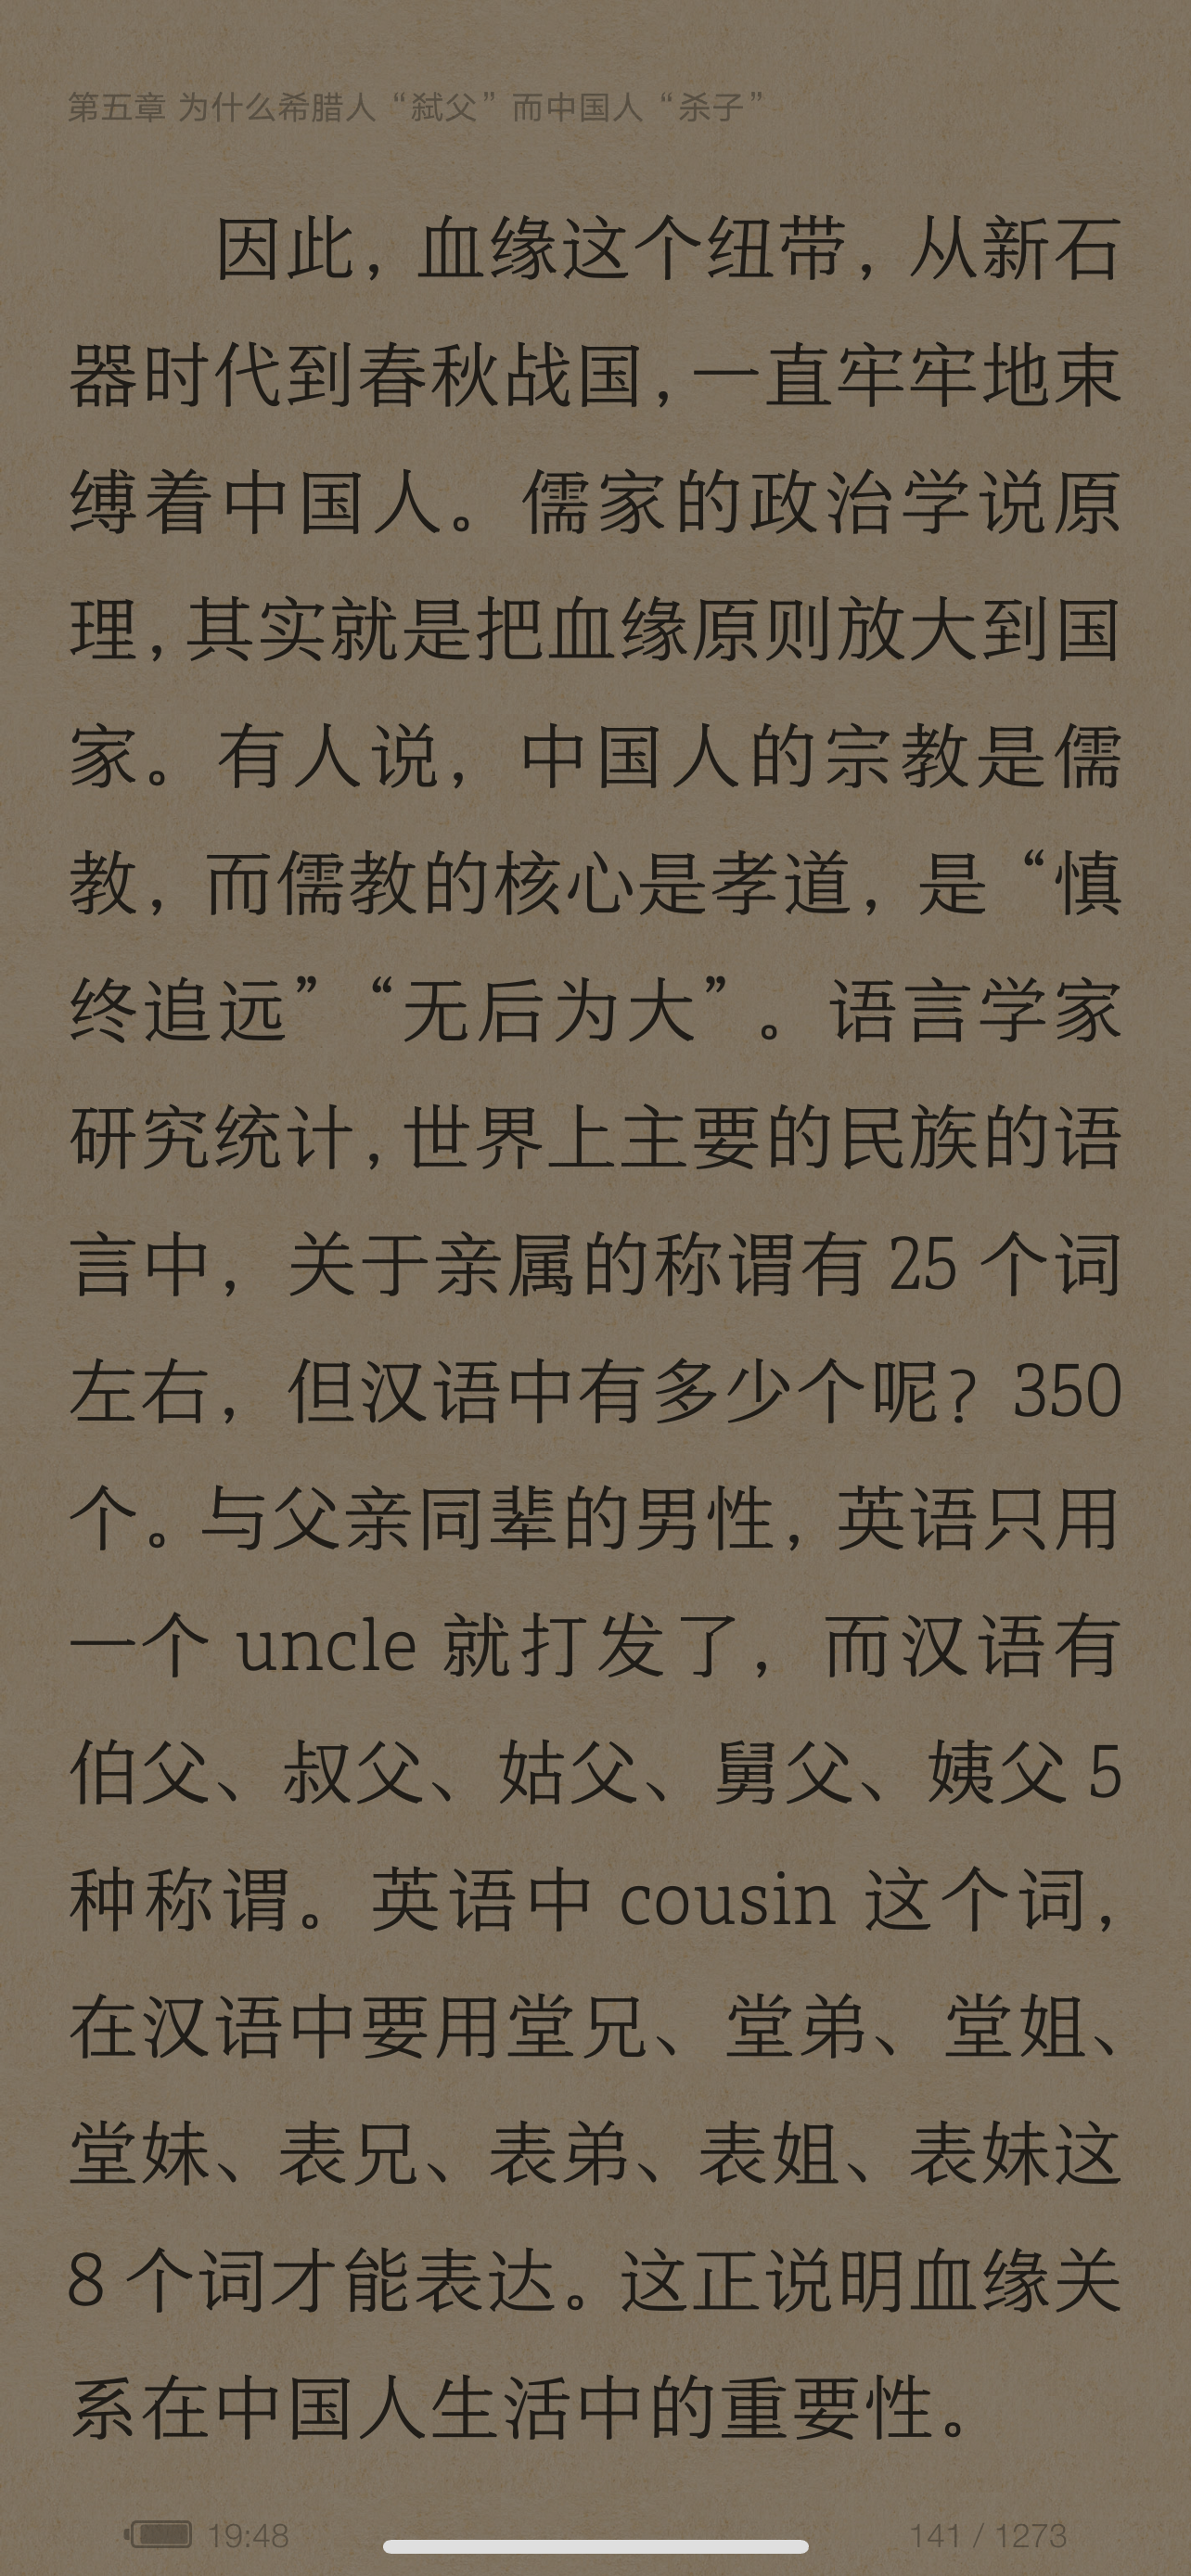 第五章 为什么希腊人“弑父”而中国人“杀子”
因此，血缘这个纽带，从新石
器时代到春秋战国，一直牢牢地束
缚着中国人。儒家的政治学说原
理，其实就是把血缘原则放大到国
家。有人说，中国人的宗教是儒
教，而儒教的核心是孝道，是“慎
终追远”“无后为大”。语言学家
研究统计，世界上主要的民族的语
言中，关于亲属的称谓有 25 个词
左右，但汉语中有多少个呢？350
个。与父亲同辈的男性，英语只用
一个 uncle 就打发了，而汉语有
伯父、叔父、姑父、舅父、姨父 5
种称谓。英语中 cousin 这个词，
在汉语中要用堂兄、堂弟、堂姐、
堂妹、表兄、表弟、表姐、表妹这
8 个词才能表达。这正说明血缘关
系在中国人生活中的重要性。
19:48
141 / 1273